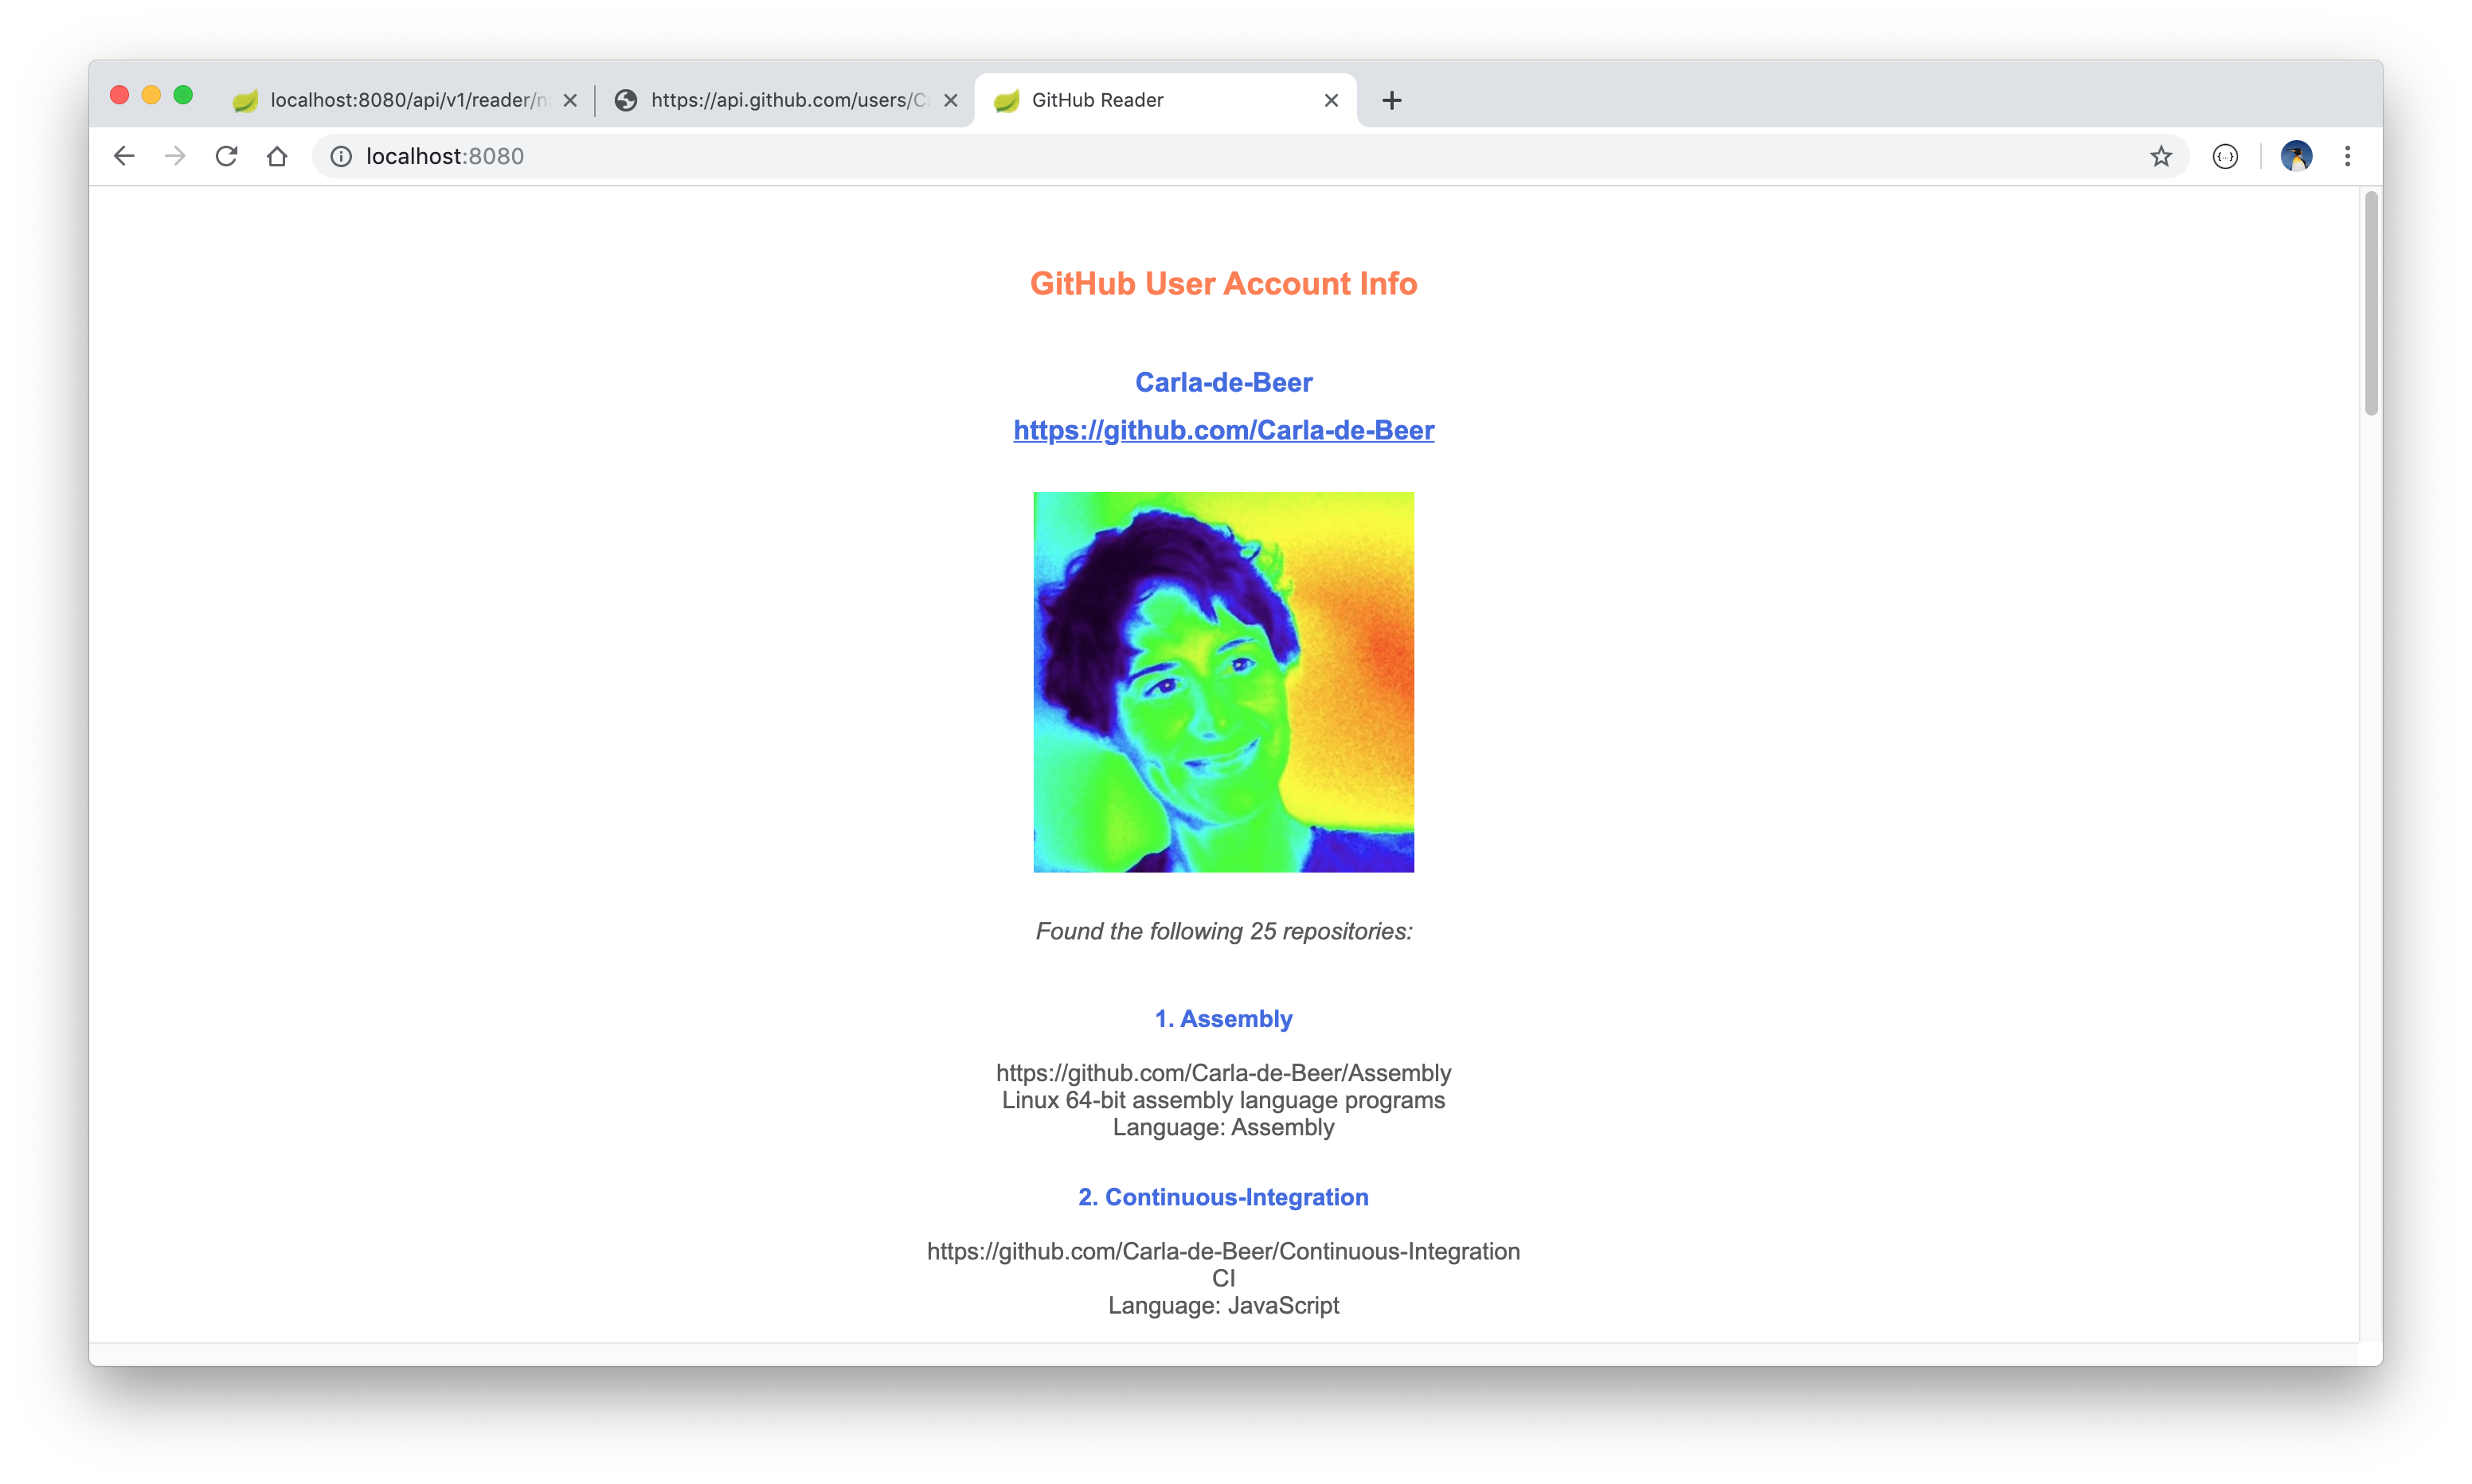 localhost:8080/api/v1/reader/n
https://api.github.com/users/C
GitHub Reader
localhost:8080
GitHub User Account Info
Carla-de-Beer
https://github.com/Carla-de-Beer
Found the following 25 repositories:
1. Assembly
https://github.com/Carla-de-Beer/Assembly
Linux 64-bit assembly language programs
Language: Assembly
2. Continuous-Integration
https://github.com/Carla-de-Beer/Continuous-Integration
CI
Language: JavaScript